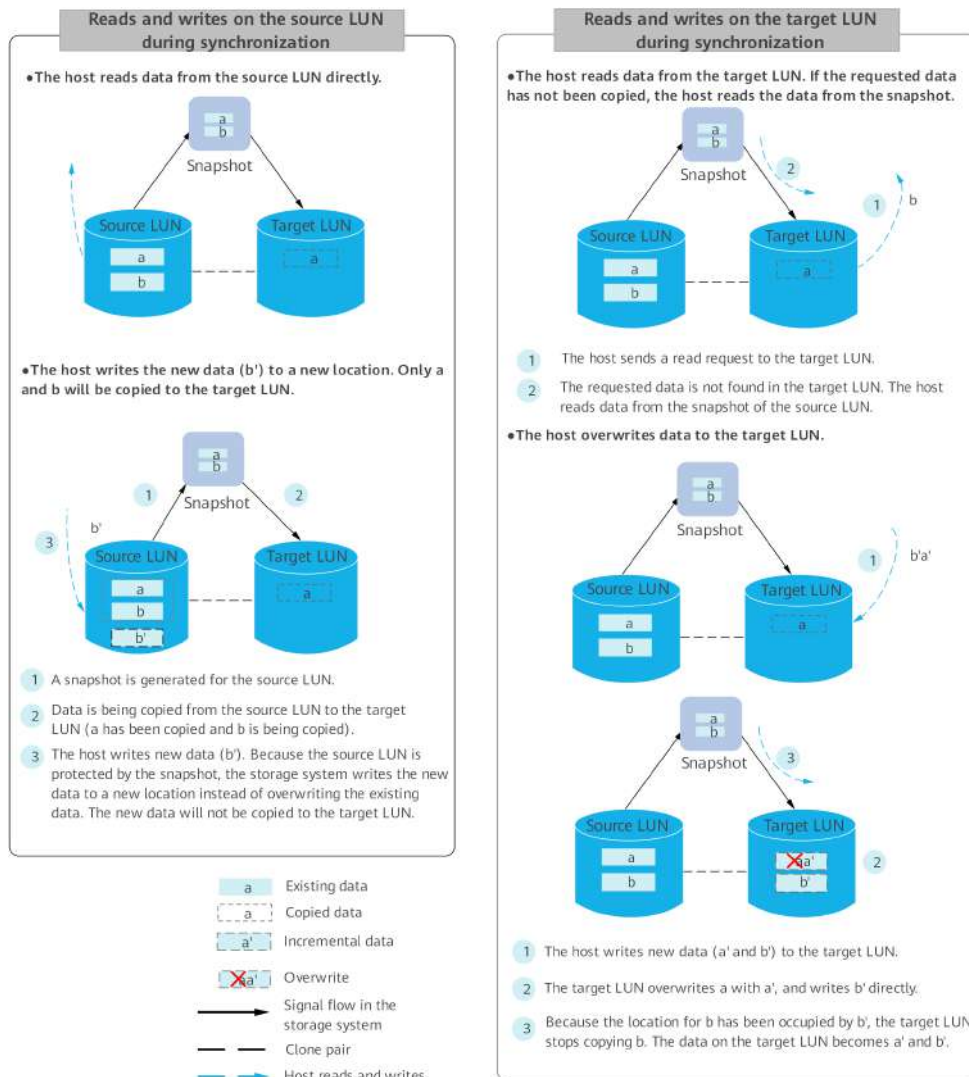 Reads and writes on the source LUN
during synchronization
●The host reads data from the source LUN directly.
a
b
Snapshot
Source LUN
Target LUN
a
a
b
●The host writes the new data (b') to a new location. Only a
and b will be copied to the target LUN.
a
b
1
2
Snapshot
3
b'
Source LUN
Target LUN
a
a
b
b'
1 A snapshot is generated for the source LUN.
2 Data is being copied from the source LUN to the target
LUN (a has been copied and b is being copied).
3 The host writes new data (b'). Because the source LUN is
protected by the snapshot, the storage system writes the new
data to a new location instead of overwriting the existing
data. The new data will not be copied to the target LUN.
a Existing data
a Copied data
a' Incremental data
aa' Overwrite
Signal flow in the
storage system
Clone pair
Host reads and writes
Reads and writes on the target LUN
during synchronization
●The host reads data from the target LUN. If the requested data
has not been copied, the host reads the data from the snapshot.
a
b
Snapshot
2
1
b
Source LUN
Target LUN
a
a
b
1 The host sends a read request to the target LUN.
2 The requested data is not found in the target LUN. The host
reads data from the snapshot of the source LUN.
●The host overwrites data to the target LUN.
a
b
Snapshot
1
b'a'
Source LUN
Target LUN
a
a
b
a
b
Snapshot
3
Source LUN
Target LUN
a
aa'
2
b
b'
1 The host writes new data (a' and b') to the target LUN.
2 The target LUN overwrites a with a', and writes b' directly.
3 Because the location for b has been occupied by b', the target LUN
stops copying b. The data on the target LUN becomes a' and b'.